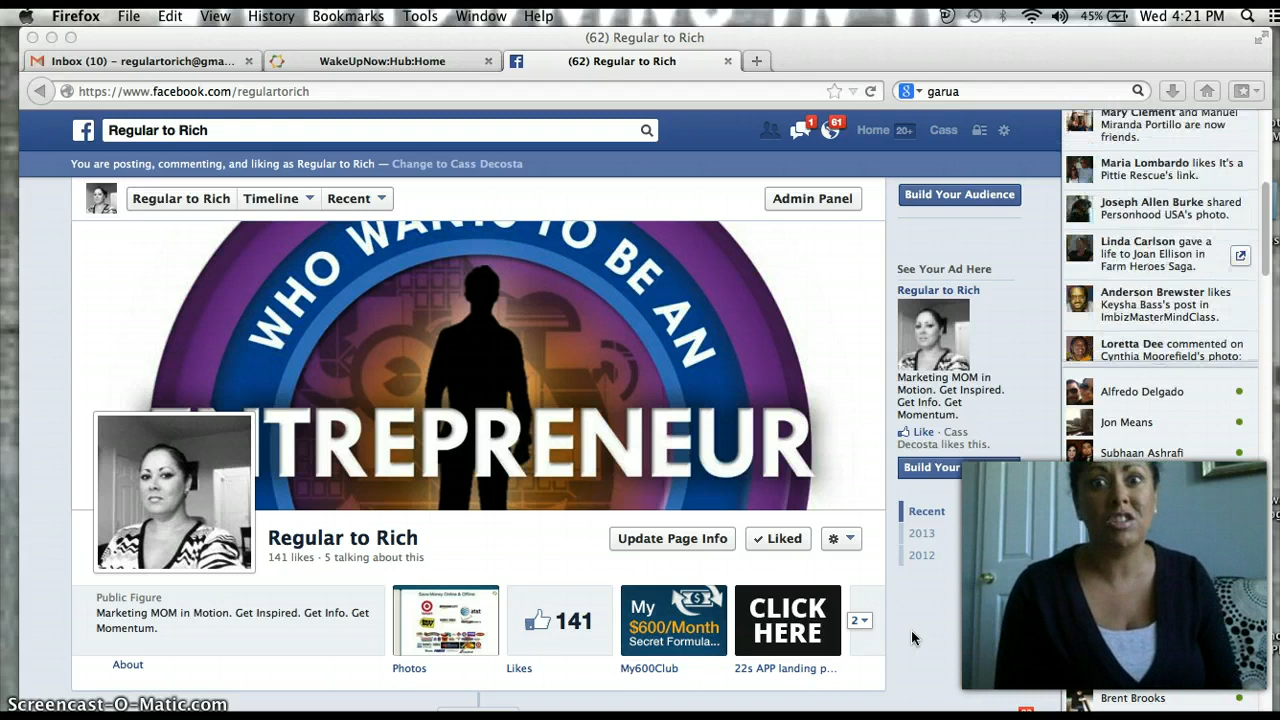 Firefox File Edit View History Bookmarks Tools Window Help 45% Wed 4:21 PM
(62) Regular to Rich
Inbox (10) – regulartorich@gma... WakeUpNow:Hub:Home (62) Regular to Rich
https://www.facebook.com/regulartorich garua
Regular to Rich 1 61 Home 20+ Cass
You are posting, commenting, and liking as Regular to Rich — Change to Cass Decosta
Regular to Rich Timeline Recent Admin Panel
WHO WANTS TO BE AN
TREPRENEUR
Regular to Rich
141 likes · 5 talking about this
Update Page Info Liked
Public Figure
Marketing MOM in Motion. Get Inspired. Get Info. Get
Momentum.
About
Save Money Online & Offline
Photos
141
Likes
My
$600/Month
Secret Formula...
My600Club
CLICK
HERE
22s APP landing p...
2
Build Your Audience
See Your Ad Here
Regular to Rich
Marketing MOM in
Motion. Get Inspired.
Get Info. Get
Momentum.
Like · Cass
Decosta likes this.
Build Your
Recent
2013
2012
Mary Clement and Manuel
Miranda Portillo are now
friends.
Maria Lombardo likes It's a
Pittie Rescue's link.
Joseph Allen Burke shared
Personhood USA's photo.
Linda Carlson gave a
life to Joan Ellison in
Farm Heroes Saga.
Anderson Brewster likes
Keysha Bass's post in
ImbizMasterMindClass.
Loretta Dee commented on
Cynthia Moorefield's photo:
Alfredo Delgado
Jon Means
Subhaan Ashrafi
Brent Brooks
Screencast-O-Matic.com